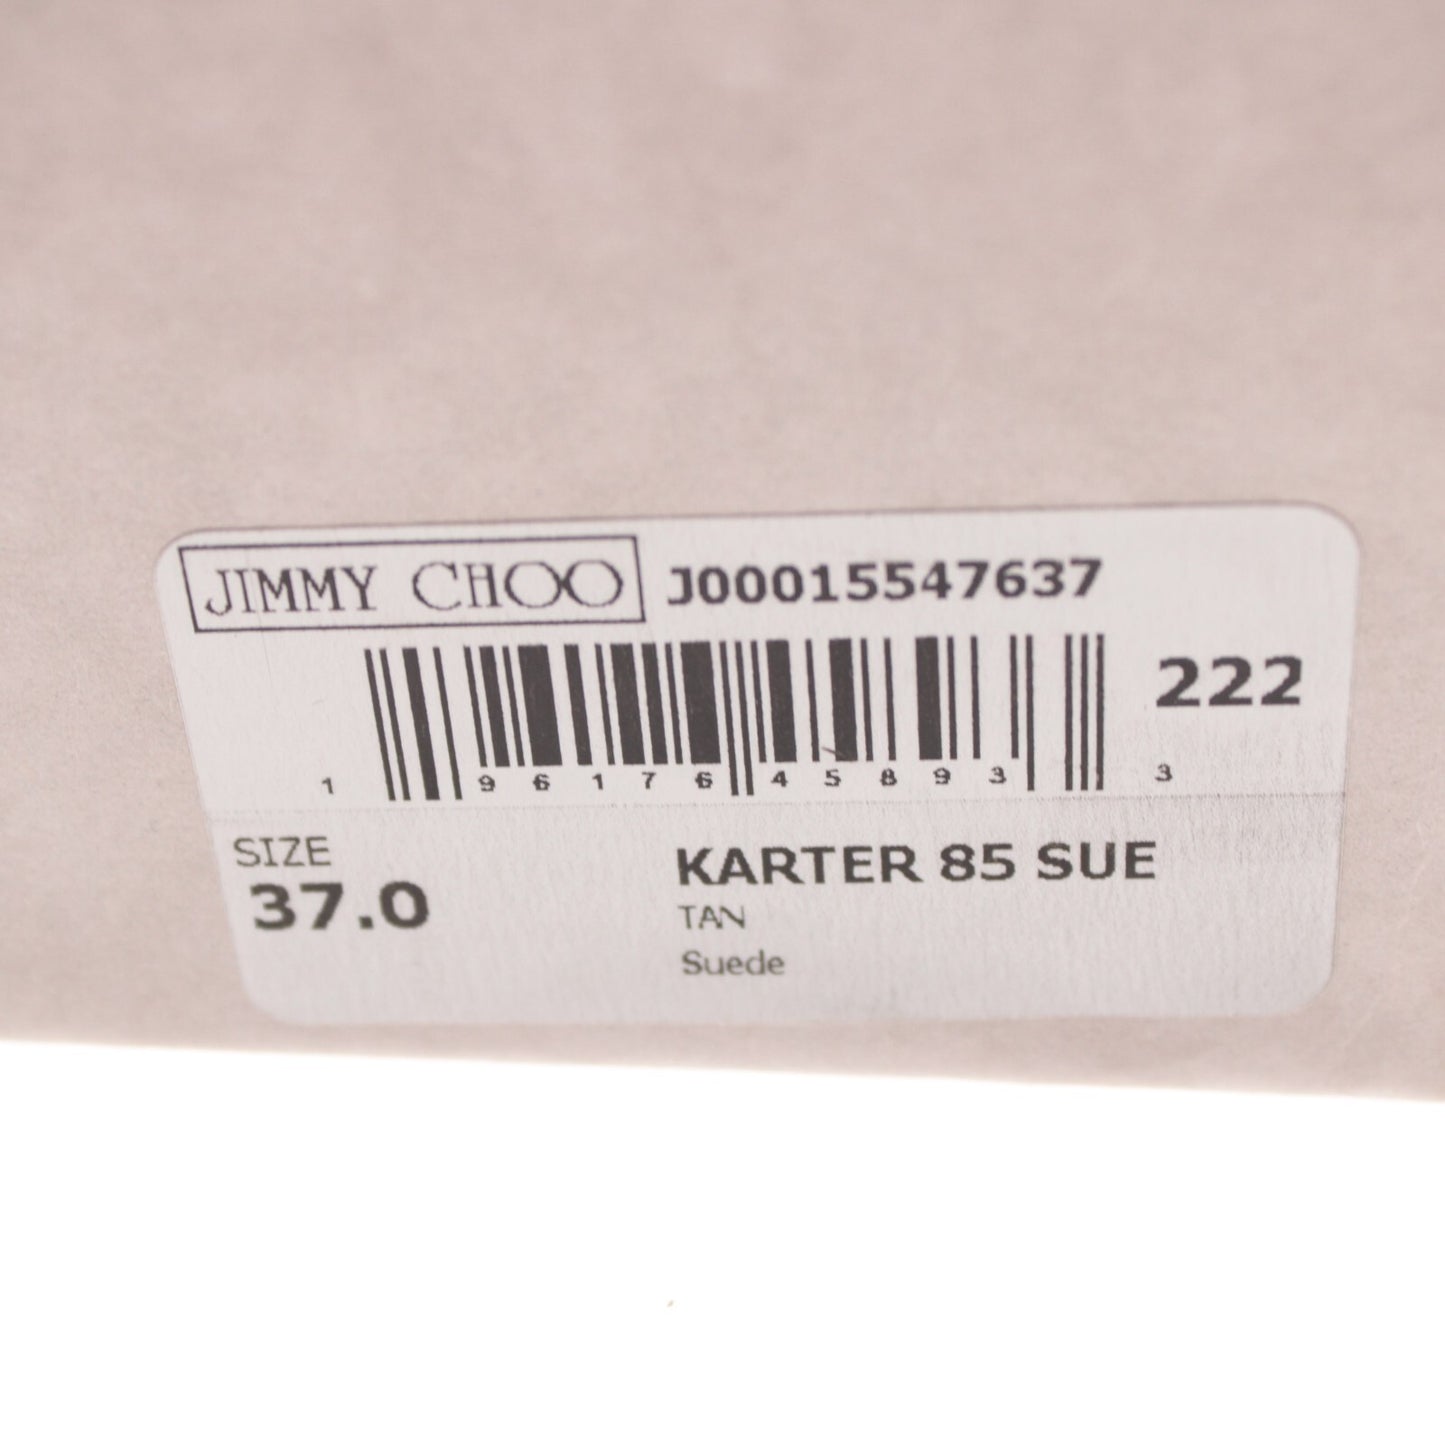 JIMMY CHOO J00015547637
222
1 96176 45893 3
SIZE
37.0
KARTER 85 SUE
TAN
Suede